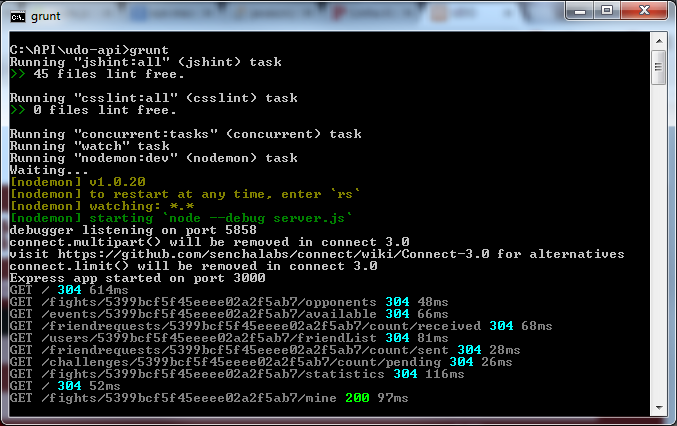 grunt
C:\API\udo-api>grunt
Running "jshint:all" (jshint) task
>> 45 files lint free.
Running "csslint:all" (csslint) task
>> 0 files lint free.
Running "concurrent:tasks" (concurrent) task
Running "watch" task
Running "nodemon:dev" (nodemon) task
Waiting...
[nodemon] v1.0.20
[nodemon] to restart at any time, enter `rs`
[nodemon] watching: *.*
[nodemon] starting `node --debug server.js`
debugger listening on port 5858
connect.multipart() will be removed in connect 3.0
visit https://github.com/senchalabs/connect/wiki/Connect-3.0 for alternatives
connect.limit() will be removed in connect 3.0
Express app started on port 3000
GET / 304 614ms
GET /fights/5399bcf5f45eeee02a2f5ab7/opponents 304 48ms
GET /events/5399bcf5f45eeee02a2f5ab7/available 304 66ms
GET /friendrequests/5399bcf5f45eeee02a2f5ab7/count/received 304 68ms
GET /users/5399bcf5f45eeee02a2f5ab7/friendList 304 81ms
GET /friendrequests/5399bcf5f45eeee02a2f5ab7/count/sent 304 28ms
GET /challenges/5399bcf5f45eeee02a2f5ab7/count/pending 304 26ms
GET /fights/5399bcf5f45eeee02a2f5ab7/statistics 304 116ms
GET / 304 52ms
GET /fights/5399bcf5f45eeee02a2f5ab7/mine 200 97ms